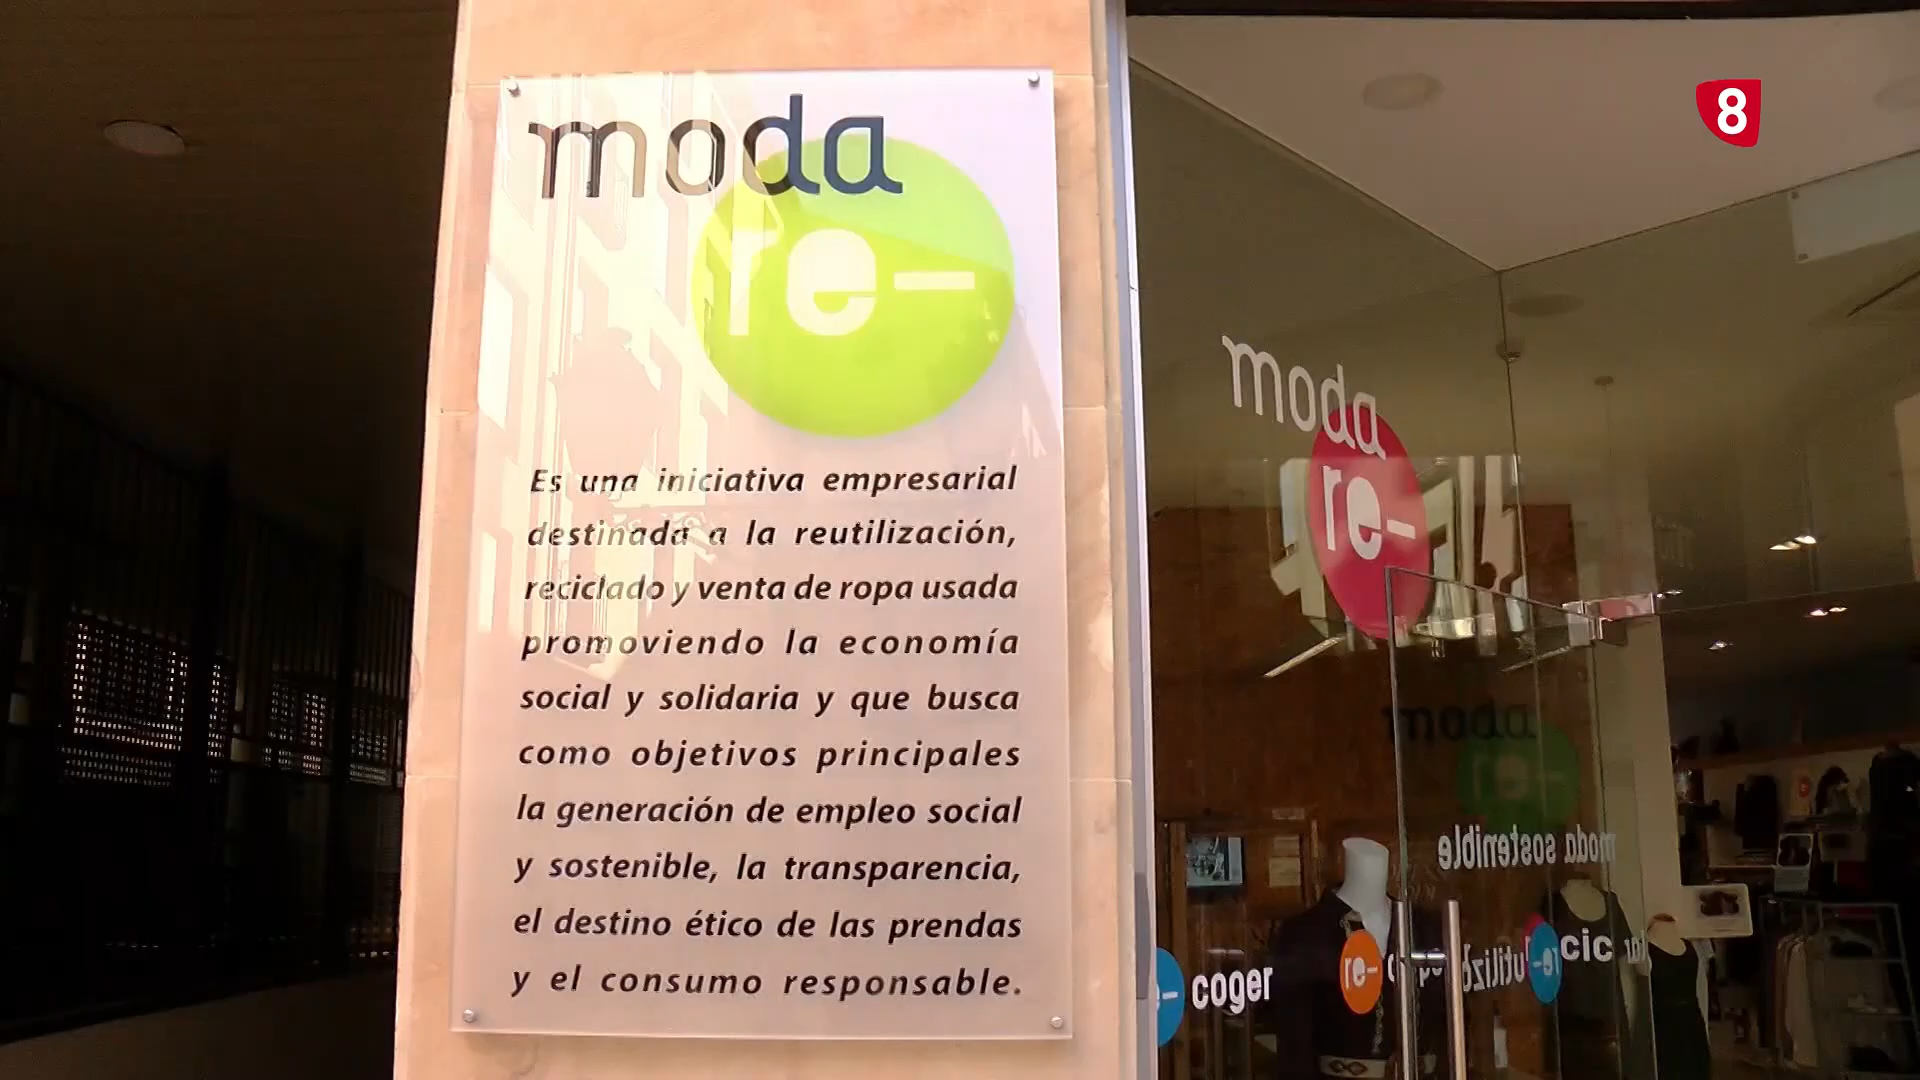 moda
re-
Es una iniciativa empresarial
destinada a la reutilización,
reciclado y venta de ropa usada
promoviendo la economía
social y solidaria y que busca
como objetivos principales
la generación de empleo social
y sostenible, la transparencia,
el destino ético de las prendas
y el consumo responsable.
8
moda
re-
moda
re-
moda sostenible
coger
re-
re-
cic